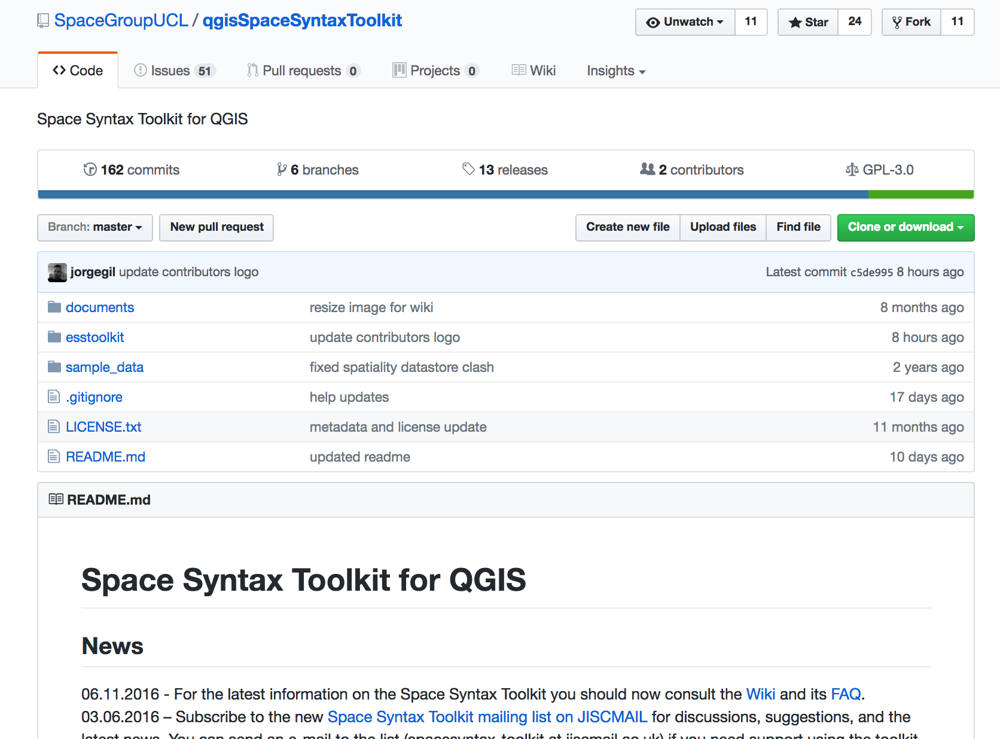 SpaceGroupUCL / qgisSpaceSyntaxToolkit
Unwatch 11 Star 24 Fork 11
Code Issues 51 Pull requests 0 Projects 0 Wiki Insights
Space Syntax Toolkit for QGIS
162 commits 6 branches 13 releases 2 contributors GPL-3.0
Branch: master New pull request Create new file Upload files Find file Clone or download
jorgegil update contributors logo Latest commit c5de995 8 hours ago
documents resize image for wiki 8 months ago
esstoolkit update contributors logo 8 hours ago
sample_data fixed spatiality datastore clash 2 years ago
.gitignore help updates 17 days ago
LICENSE.txt metadata and license update 11 months ago
README.md updated readme 10 days ago
README.md
Space Syntax Toolkit for QGIS
News
06.11.2016 - For the latest information on the Space Syntax Toolkit you should now consult the Wiki and its FAQ.
03.06.2016 – Subscribe to the new Space Syntax Toolkit mailing list on JISCMAIL for discussions, suggestions, and the
latest news. You can send an e-mail to the list (spacesyntax-toolkit at jiscmail.ac.uk) if you need support using the toolkit